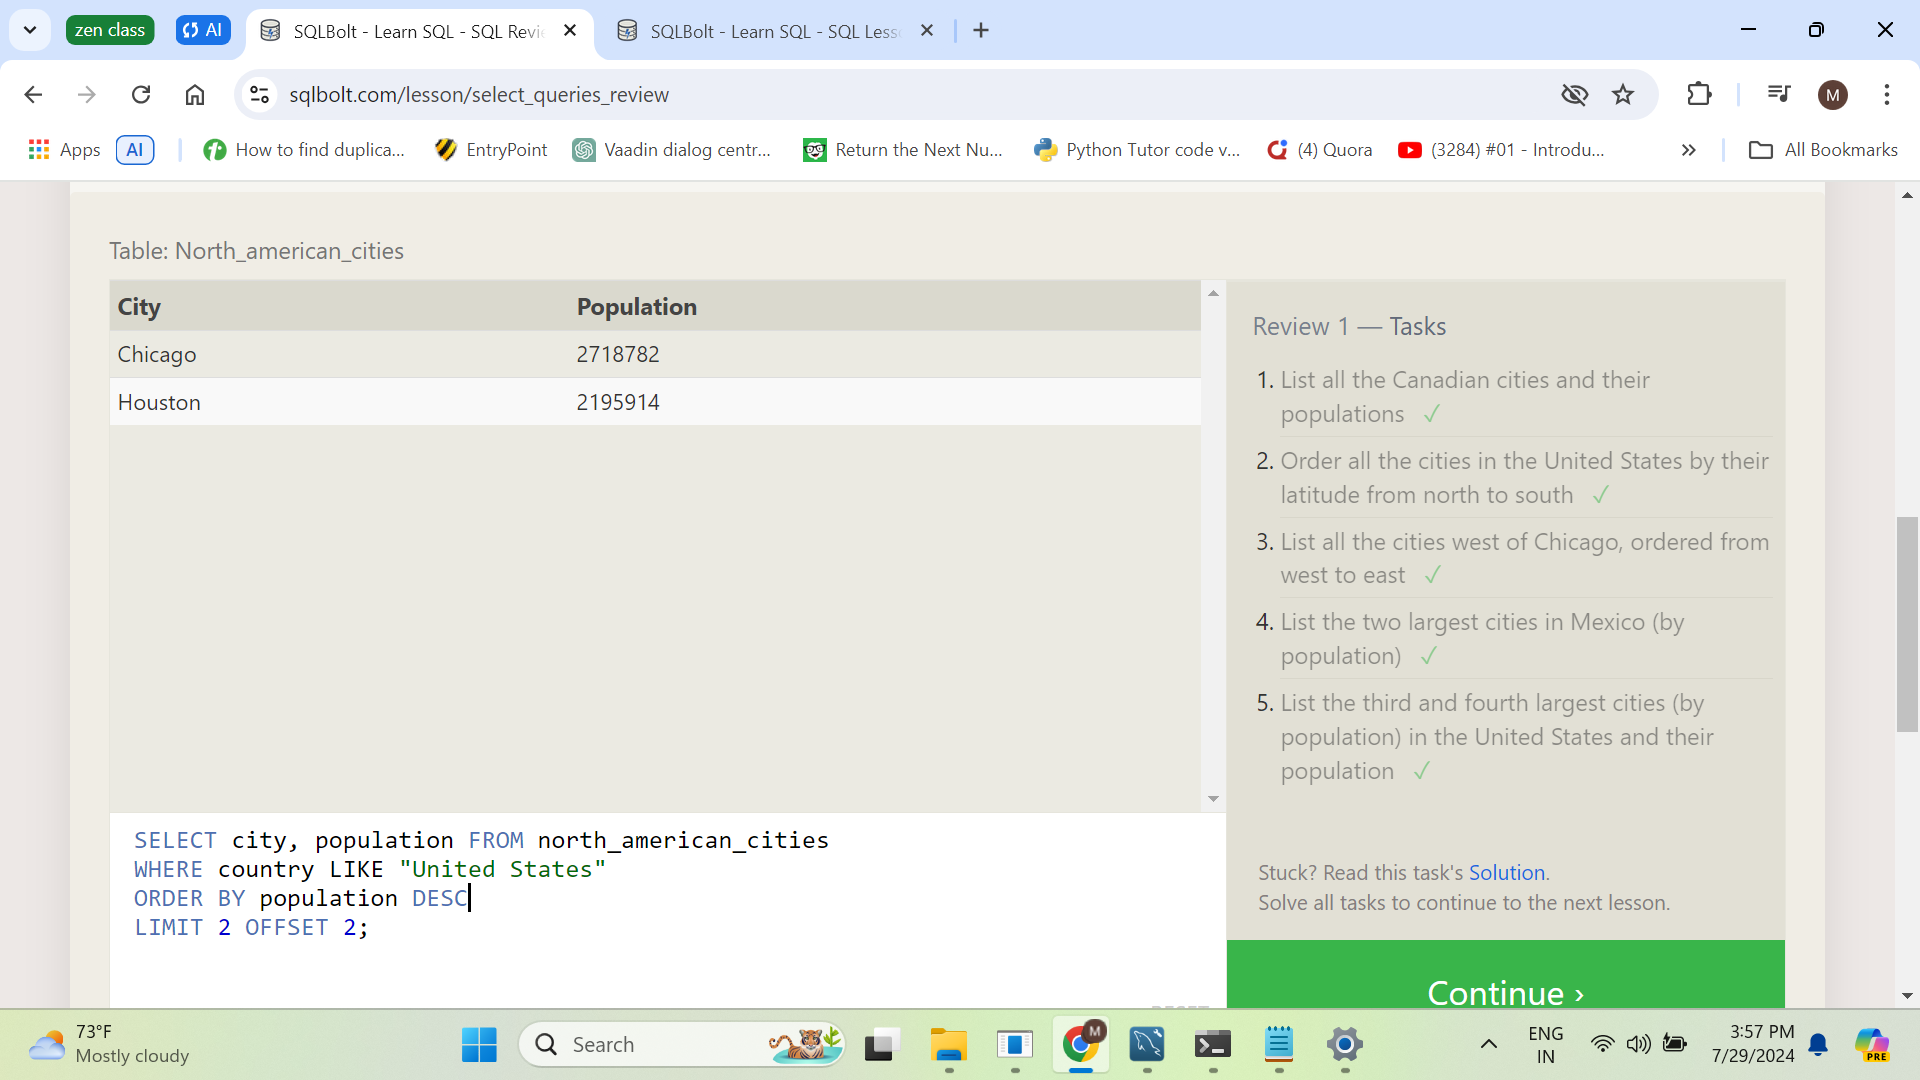 zen class
AI
SQLBolt - Learn SQL - SQL Revi
SQLBolt - Learn SQL - SQL Less
sqlbolt.com/lesson/select_queries_review
M
Apps
AI
How to find duplica...
EntryPoint
Vaadin dialog centr...
Return the Next Nu...
Python Tutor code v...
(4) Quora
(3284) #01 - Introdu...
All Bookmarks
Table: North_american_cities
City Population
Chicago 2718782
Houston 2195914
Review 1 — Tasks
1. List all the Canadian cities and their
populations ✓
2. Order all the cities in the United States by their
latitude from north to south ✓
3. List all the cities west of Chicago, ordered from
west to east ✓
4. List the two largest cities in Mexico (by
population) ✓
5. List the third and fourth largest cities (by
population) in the United States and their
population ✓
SELECT city, population FROM north_american_cities
WHERE country LIKE "United States"
ORDER BY population DESC
LIMIT 2 OFFSET 2;
Stuck? Read this task's Solution.
Solve all tasks to continue to the next lesson.
Continue ›
73°F
Mostly cloudy
Search
M
ENG
IN
3:57 PM
7/29/2024
PRE